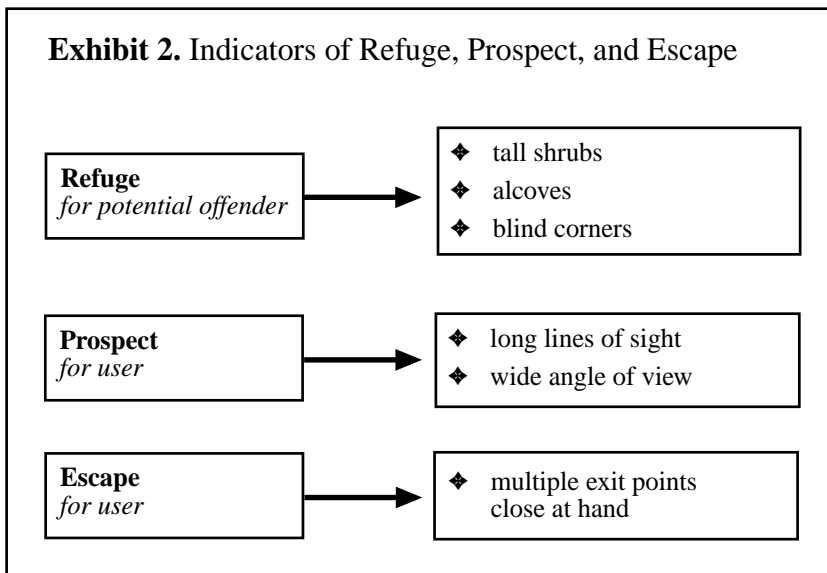 Exhibit 2. Indicators of Refuge, Prospect, and Escape
Refuge
for potential offender
❖ tall shrubs
❖ alcoves
❖ blind corners
Prospect
for user
❖ long lines of sight
❖ wide angle of view
Escape
for user
❖ multiple exit points
close at hand